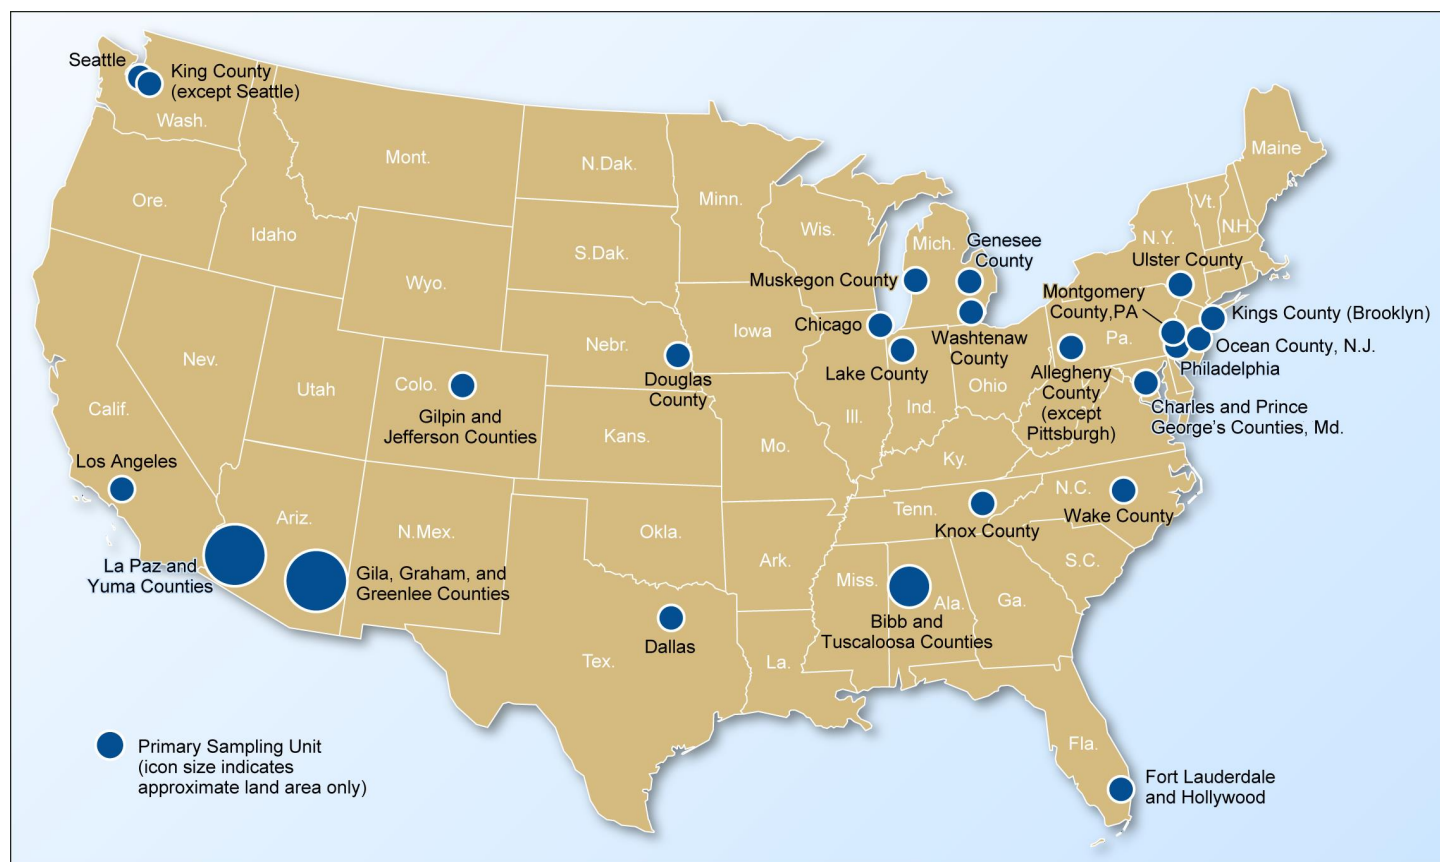 Seattle
King County
(except Seattle)
Wash.
Mont.
N.Dak.
Minn.
Maine
Ore.
Idaho
S.Dak.
Wis.
Mich.
Genesee
County
Vt.
N.H.
N.Y.
Ulster County
Wyo.
Muskegon County
Montgomery
County,PA
Kings County (Brooklyn)
Chicago
Iowa
Nebr.
Washtenaw
County
Pa.
Ocean County, N.J.
Philadelphia
Nev.
Utah
Colo.
Douglas
County
Lake County
Ohio
Allegheny
County
(except
Pittsburgh)
Charles and Prince
George's Counties, Md.
Calif.
Gilpin and
Jefferson Counties
Kans.
Mo.
Ill.
Ind.
Ky.
Los Angeles
Ariz.
N.Mex.
Okla.
Ark.
Tenn.
Knox County
N.C.
Wake County
S.C.
La Paz and
Yuma Counties
Gila, Graham, and
Greenlee Counties
Miss.
Ala.
Ga.
Bibb and
Tuscaloosa Counties
Dallas
Tex.
La.
Fla.
Fort Lauderdale
and Hollywood
Primary Sampling Unit
(icon size indicates
approximate land area only)